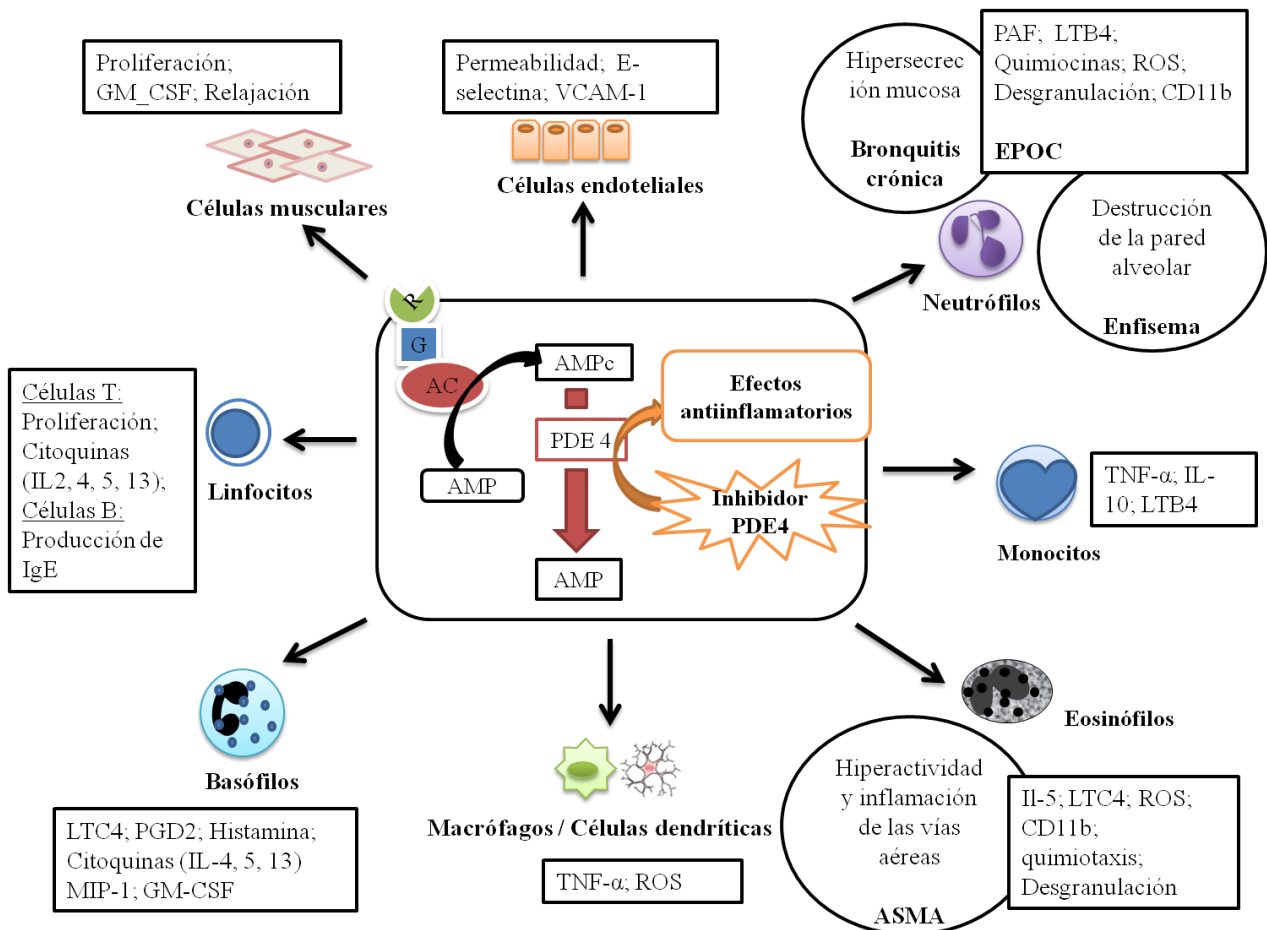 Proliferación;
GM_CSF; Relajación
Células musculares
Permeabilidad; E-
selectina; VCAM-1
Células endoteliales
Hipersecrec
ión mucosa
Bronquitis
crónica
PAF; LTB4;
Quimiocinas; ROS;
Desgranulación; CD11b
EPOC
Destrucción
de la pared
alveolar
Enfisema
Neutrófilos
R
G
AC
AMPc
PDE 4
AMP
AMP
Efectos
antiinflamatorios
Inhibidor
PDE4
Células T:
Proliferación;
Citoquinas
(IL2, 4, 5, 13);
Células B:
Producción de
IgE
Linfocitos
TNF-α; IL-
10; LTB4
Monocitos
Basófilos
LTC4; PGD2; Histamina;
Citoquinas (IL-4, 5, 13)
MIP-1; GM-CSF
Macrófagos / Células dendríticas
TNF-α; ROS
Eosinófilos
Hiperactividad
y inflamación
de las vías
aéreas
ASMA
Il-5; LTC4; ROS;
CD11b;
quimiotaxis;
Desgranulación